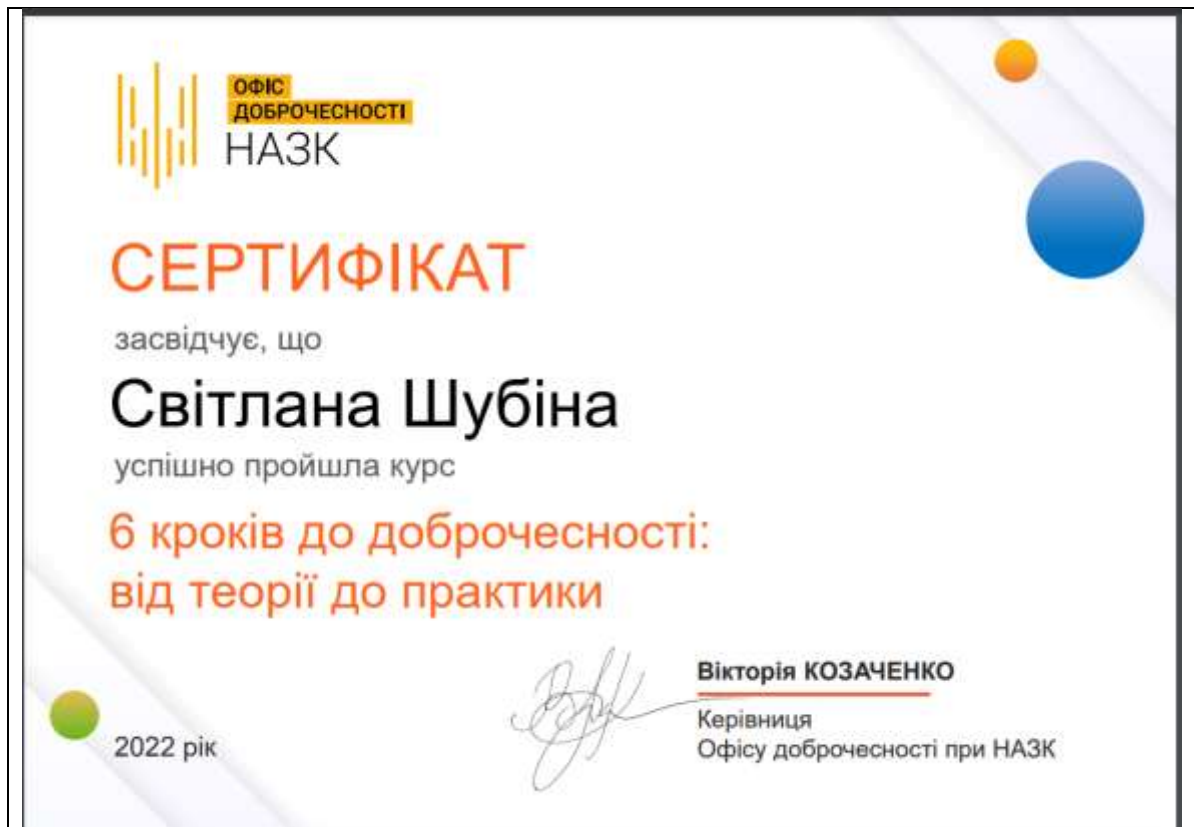 ОФІС
ДОБРОЧЕСНОСТІ
НАЗК
СЕРТИФІКАТ
засвідчує, що
Світлана Шубіна
успішно пройшла курс
6 кроків до доброчесності:
від теорії до практики
Вікторія КОЗАЧЕНКО
Керівниця
Офісу доброчесності при НАЗК
2022 рік